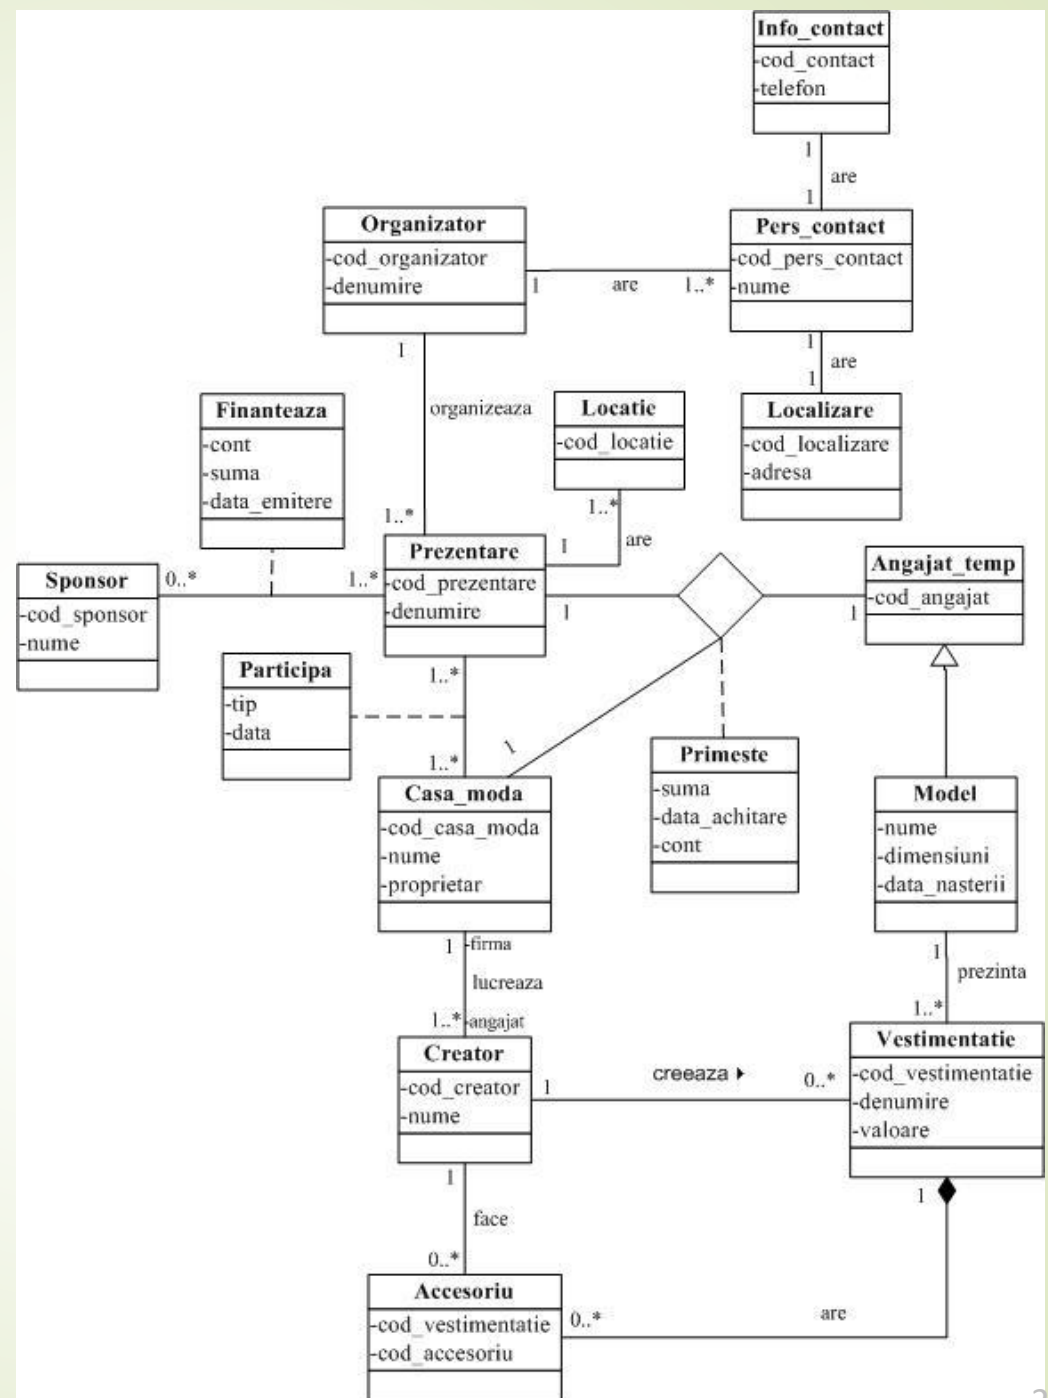 Info_contact
-cod_contact
-telefon
1
are
1
Pers_contact
-cod_pers_contact
-nume
Organizator
-cod_organizator
-denumire
1
are
1..*
1
are
1
Localizare
-cod_localizare
-adresa
1
organizeaza
1..*
Finanteaza
-cont
-suma
-data_emitere
Locatie
-cod_locatie
1..*
are
1
Sponsor
-cod_sponsor
-nume
0..*
1..*
Prezentare
-cod_prezentare
-denumire
1
1
Angajat_temp
-cod_angajat
Participa
-tip
-data
1..*
1..*
1
Primeste
-suma
-data_achitare
-cont
Casa_moda
-cod_casa_moda
-nume
-proprietar
Model
-nume
-dimensiuni
-data_nasterii
1
-firma
lucreaza
1..*
-angajat
1
prezinta
1..*
Creator
-cod_creator
-nume
1
creeaza
0..*
Vestimentatie
-cod_vestimentatie
-denumire
-valoare
1
face
0..*
1
Accesoriu
-cod_vestimentatie
-cod_accesoriu
0..*
are